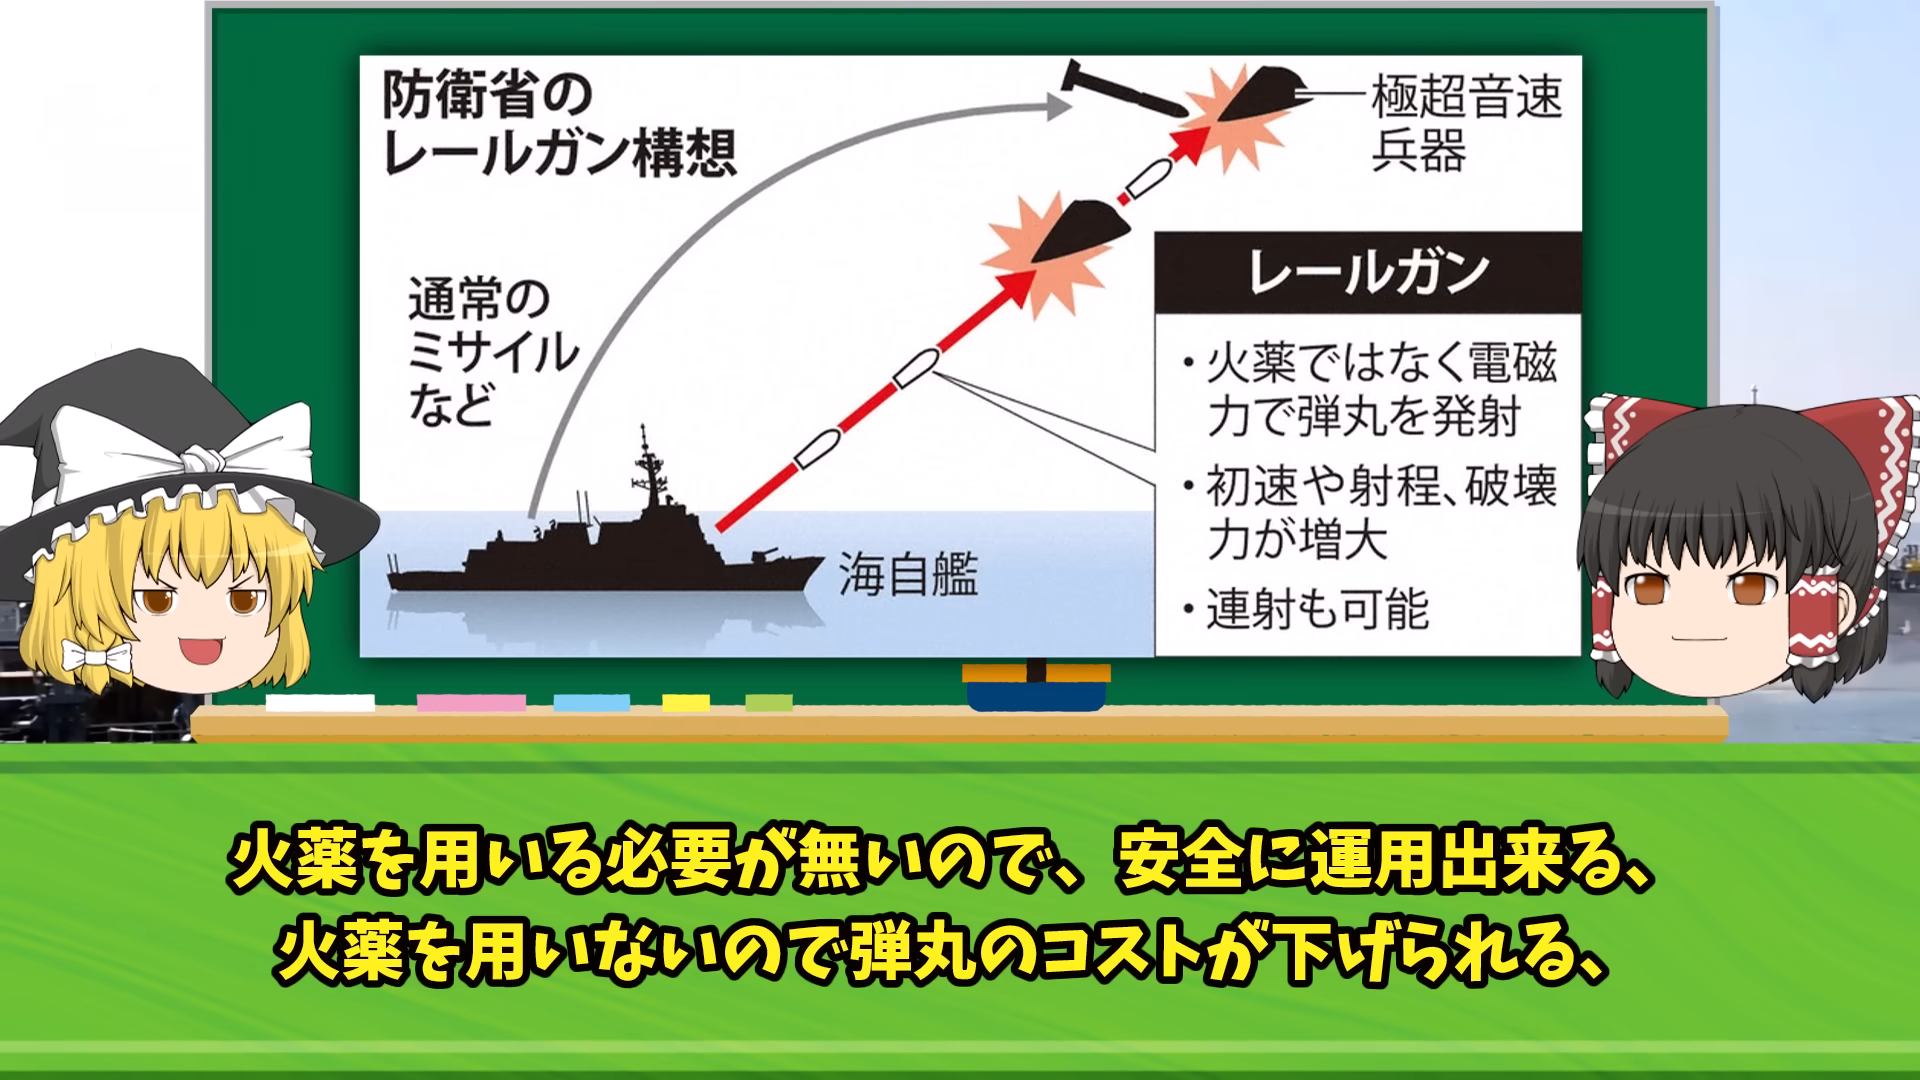 防衛省の
レールガン構想
極超音速
兵器
通常の
ミサイル
など
海自艦
レールガン
・火薬ではなく電磁
力で弾丸を発射
・初速や射程、破壊
力が増大
・連射も可能
火薬を用いる必要が無いので、安全に運用出来る、
火薬を用いないので弾丸のコストが下げられる、